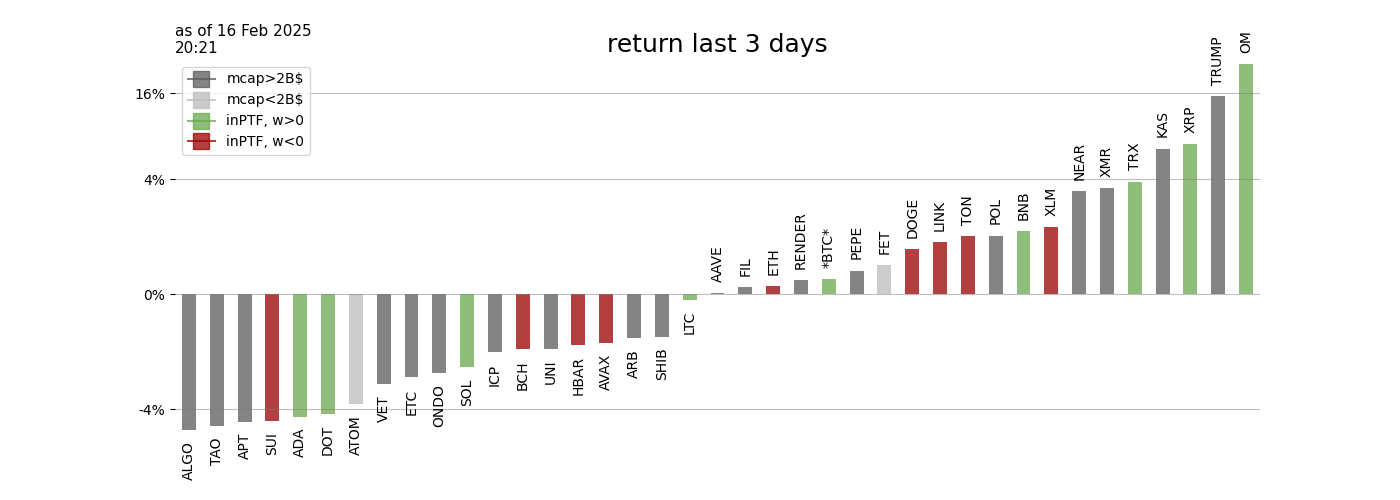 as of 16 Feb 2025
20:21
return last 3 days
mcap>2B$
mcap<2B$
inPTF, w>0
inPTF, w<0
16%
4%
0%
-4%
ALGO
TAO
APT
SUI
ADA
DOT
ATOM
VET
ETC
ONDO
SOL
ICP
BCH
UNI
HBAR
AVAX
ARB
SHIB
LTC
AAVE
FIL
ETH
RENDER
*BTC*
PEPE
FET
DOGE
LINK
TON
POL
BNB
XLM
NEAR
XMR
TRX
KAS
XRP
TRUMP
OM